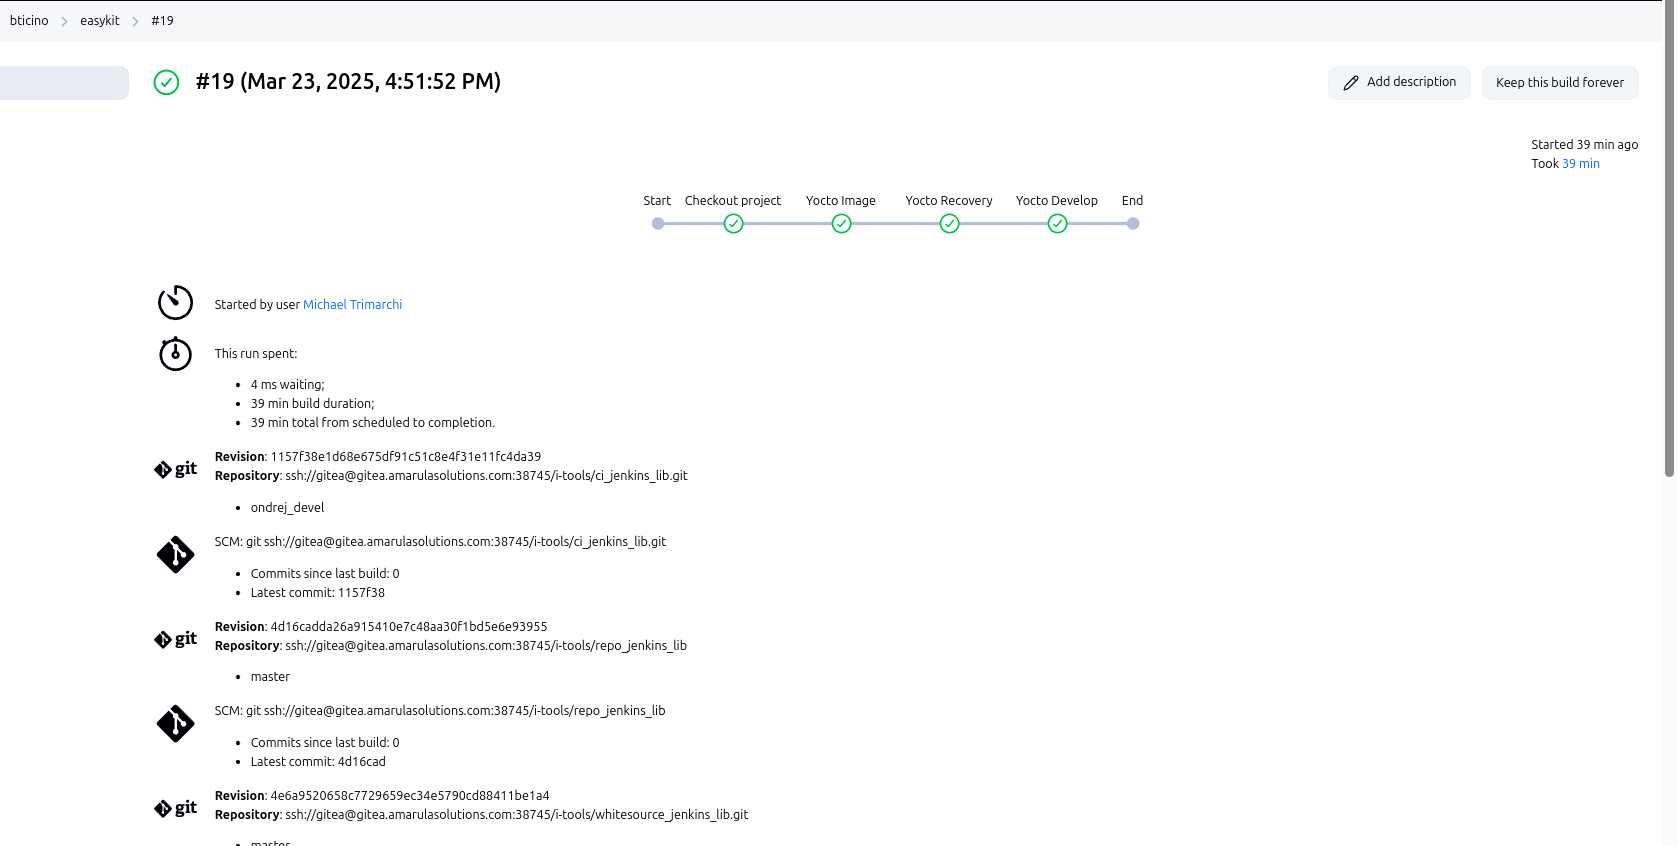 bticino easykit #19
#19 (Mar 23, 2025, 4:51:52 PM)
Add description
Keep this build forever
Started 39 min ago
Took 39 min
Start Checkout project Yocto Image Yocto Recovery Yocto Develop End
Started by user Michael Trimarchi
This run spent:
4 ms waiting;
39 min build duration;
39 min total from scheduled to completion.
git
Revision: 1157f38e1d68e675df91c51c8e4f31e11fc4da39
Repository: ssh://gitea@gitea.amarulasolutions.com:38745/i-tools/ci_jenkins_lib.git
ondrej_devel
SCM: git ssh://gitea@gitea.amarulasolutions.com:38745/i-tools/ci_jenkins_lib.git
Commits since last build: 0
Latest commit: 1157f38
git
Revision: 4d16cadda26a915410e7c48aa30f1bd5e6e93955
Repository: ssh://gitea@gitea.amarulasolutions.com:38745/i-tools/repo_jenkins_lib
master
SCM: git ssh://gitea@gitea.amarulasolutions.com:38745/i-tools/repo_jenkins_lib
Commits since last build: 0
Latest commit: 4d16cad
git
Revision: 4e6a9520658c7729659ec34e5790cd88411be1a4
Repository: ssh://gitea@gitea.amarulasolutions.com:38745/i-tools/whitesource_jenkins_lib.git
master